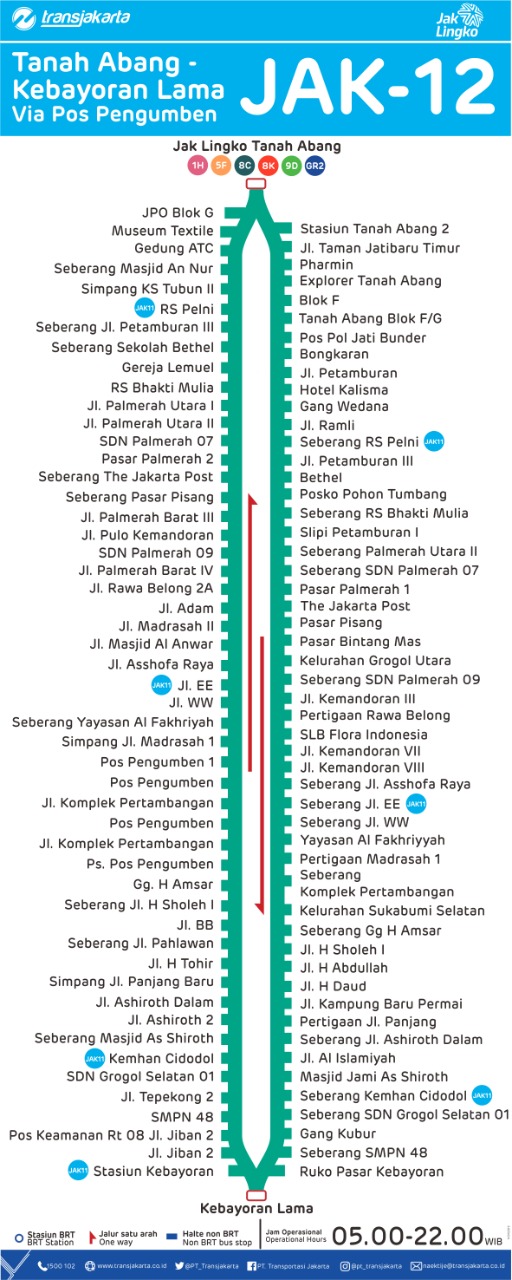 transjakarta
Jak
Lingko
Tanah Abang -
Kebayoran Lama
Via Pos Pengumben
JAK-12
Jak Lingko Tanah Abang
1H 5F 8C 8K 9D GR2
JPO Blok G
Museum Textile
Gedung ATC
Seberang Masjid An Nur
Simpang KS Tubun II
JAK11 RS Pelni
Seberang Jl. Petamburan III
Seberang Sekolah Bethel
Gereja Lemuel
RS Bhakti Mulia
Jl. Palmerah Utara I
Jl. Palmerah Utara II
SDN Palmerah 07
Pasar Palmerah 2
Seberang The Jakarta Post
Seberang Pasar Pisang
Jl. Palmerah Barat III
Jl. Pulo Kemandoran
SDN Palmerah 09
Jl. Palmerah Barat IV
Jl. Rawa Belong 2A
Jl. Adam
Jl. Madrasah II
Jl. Masjid Al Anwar
Jl. Asshofa Raya
JAK11 Jl. EE
Jl. WW
Seberang Yayasan Al Fakhriyah
Simpang Jl. Madrasah 1
Pos Pengumben 1
Pos Pengumben
Jl. Komplek Pertambangan
Pos Pengumben
Jl. Komplek Pertambangan
Ps. Pos Pengumben
Gg. H Amsar
Seberang Jl. H Sholeh I
Jl. BB
Seberang Jl. Pahlawan
Jl. H Tohir
Simpang Jl. Panjang Baru
Jl. Ashiroth Dalam
Jl. Ashiroth 2
Seberang Masjid As Shiroth
JAK11 Kemhan Cidodol
SDN Grogol Selatan 01
Jl. Tepekong 2
SMPN 48
Pos Keamanan Rt 08 Jl. Jiban 2
Jl. Jiban 2
JAK11 Stasiun Kebayoran
Stasiun Tanah Abang 2
Jl. Taman Jatibaru Timur
Pharmin
Explorer Tanah Abang
Blok F
Tanah Abang Blok F/G
Pos Pol Jati Bunder
Bongkaran
Jl. Petamburan
Hotel Kalisma
Gang Wedana
Jl. Ramli
Seberang RS Pelni JAK11
Jl. Petamburan III
Bethel
Posko Pohon Tumbang
Seberang RS Bhakti Mulia
Slipi Petamburan I
Seberang Palmerah Utara II
Seberang SDN Palmerah 07
Pasar Palmerah 1
The Jakarta Post
Pasar Pisang
Pasar Bintang Mas
Kelurahan Grogol Utara
Seberang SDN Palmerah 09
Jl. Kemandoran III
Pertigaan Rawa Belong
SLB Flora Indonesia
Jl. Kemandoran VII
Jl. Kemandoran VIII
Seberang Jl. Asshofa Raya
Seberang Jl. EE JAK11
Seberang Jl. WW
Yayasan Al Fakhriyyah
Pertigaan Madrasah 1
Seberang
Komplek Pertambangan
Kelurahan Sukabumi Selatan
Seberang Gg H Amsar
Jl. H Sholeh I
Jl. H Abdullah
Jl. H Daud
Jl. Kampung Baru Permai
Pertigaan Jl. Panjang
Seberang Jl. Ashiroth Dalam
Jl. Al Islamiyah
Masjid Jami As Shiroth
Seberang Kemhan Cidodol JAK11
Seberang SDN Grogol Selatan 01
Gang Kubur
Seberang SMPN 48
Ruko Pasar Kebayoran
Kebayoran Lama
Stasiun BRT
BRT Station
Jalur satu arah
One way
Halte non BRT
Non BRT bus stop
Jam Operasional
Operational Hours
05.00-22.00 WIB
1500 102
www.transjakarta.co.id
@PT_Transjakarta
PT. Transportasi Jakarta
@pt_transjakarta
naektije@transjakarta.co.id